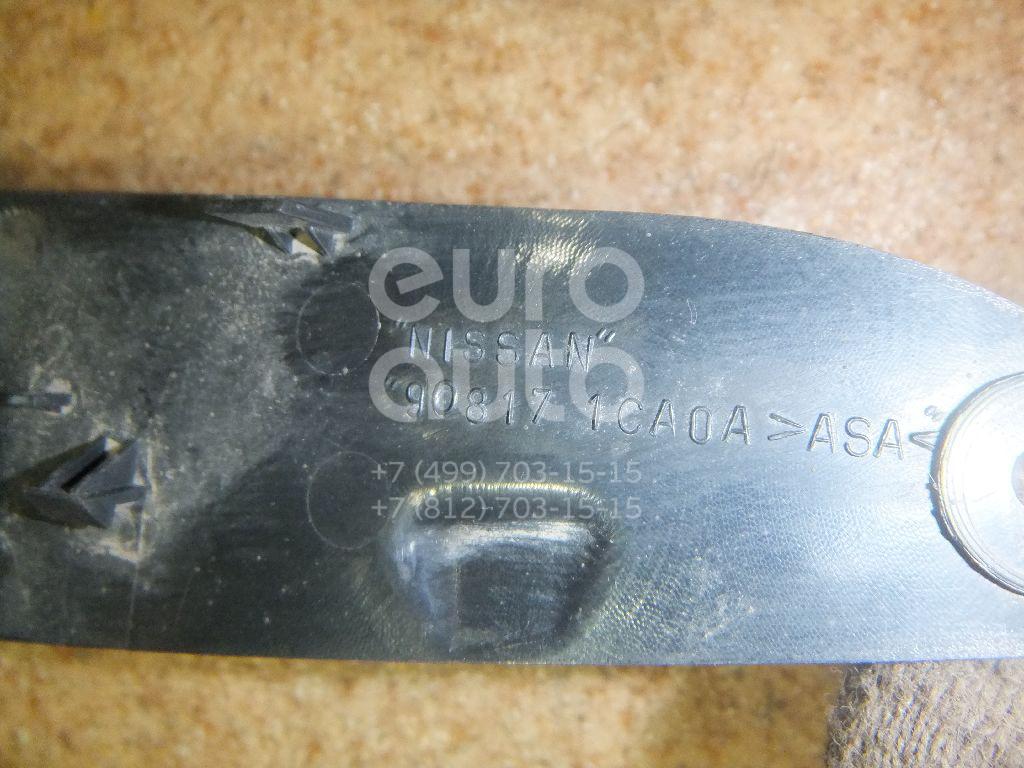 euro
"NISSAN"
auto
"90817 1CA0A >ASA<"
+7 (499) 703-15-15
+7 (812) 703-15-15